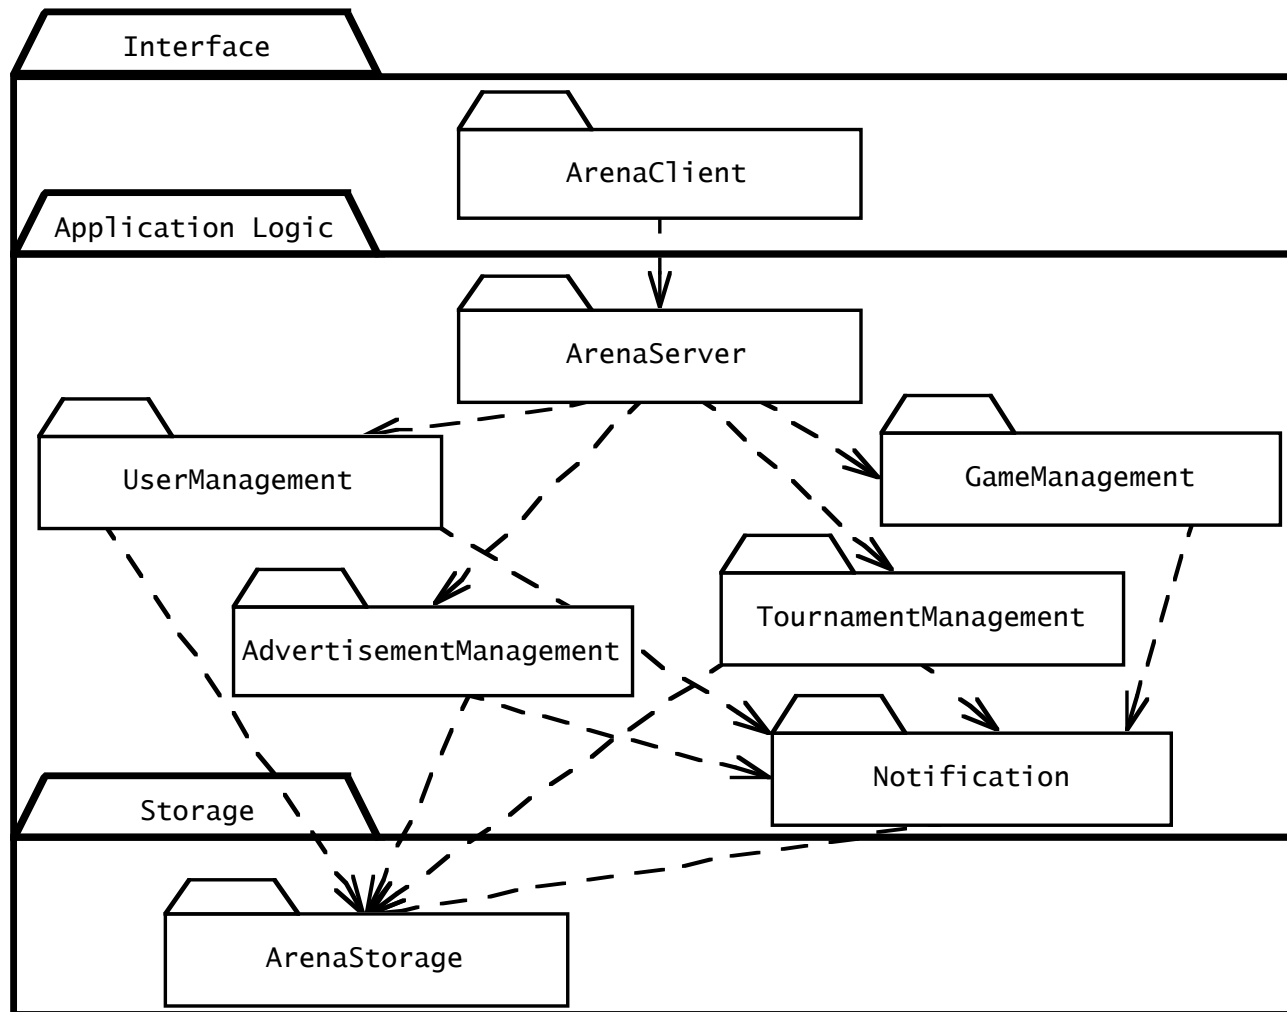 Interface
ArenaClient
Application Logic
ArenaServer
UserManagement
GameManagement
TournamentManagement
AdvertisementManagement
Notification
Storage
ArenaStorage